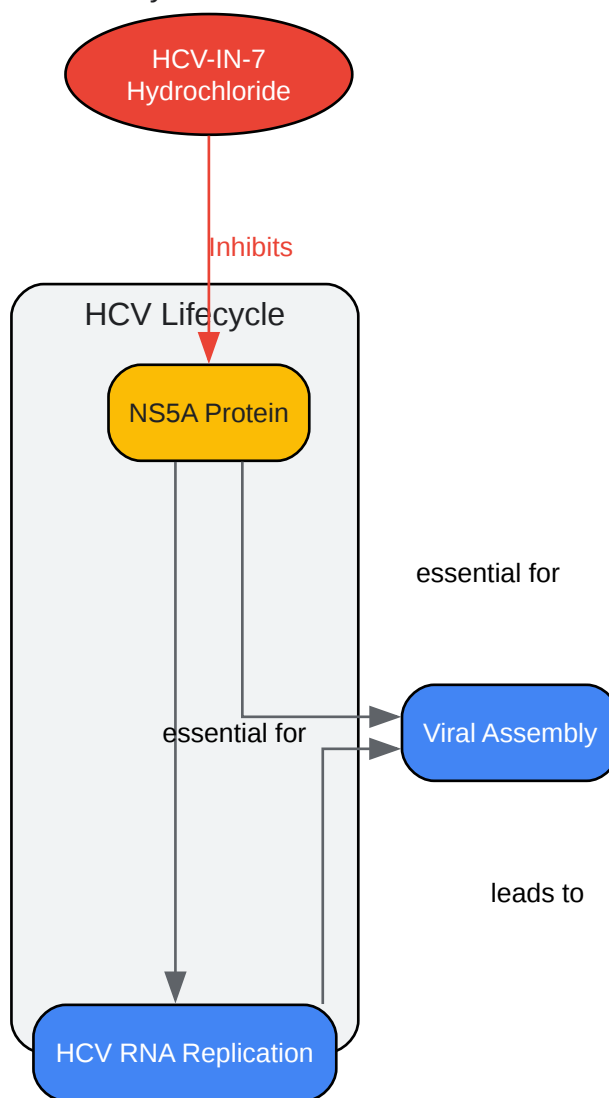 HCV-IN-7
Hydrochloride
Inhibits
HCV Lifecycle
NS5A Protein
essential for
Viral Assembly
essential for
leads to
HCV RNA Replication